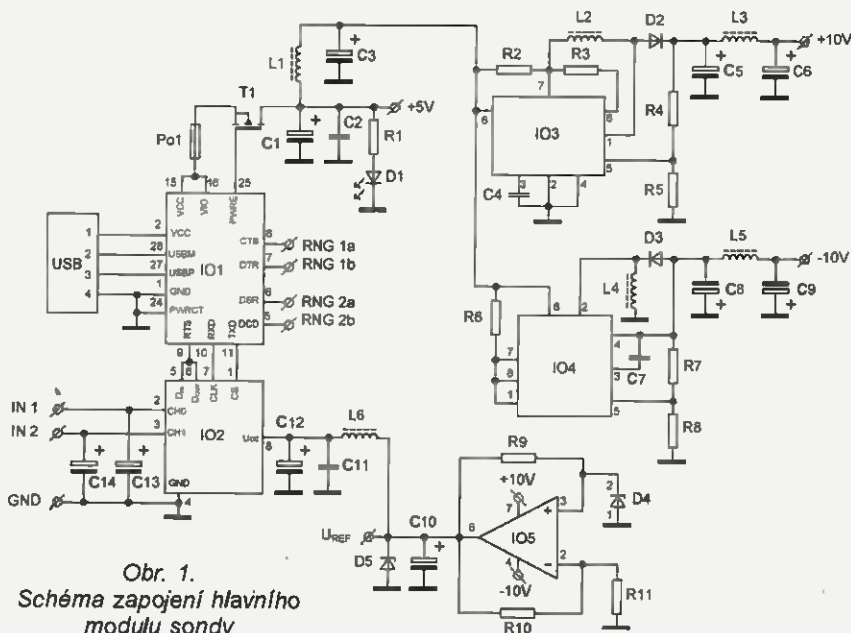 L2
D2
L3
+10V
R2
R3
C5
C6
7
6
8
IO3
1
5
3
2
4
C4
R4
R5
L1
C3
T1
+5V
C1
C2
R1
D1
Po1
15
16
25
VCC
VIO
PWRE
USB
1
2
3
4
2
28
27
1
24
VCC
USBM
USBP
GND
PWRCT
IO1
CTS
DTR
DSR
DCD
8
7
6
5
RNG 1a
RNG 1b
RNG 2a
RNG 2b
RTS
RXD
TXD
9
10
11
5
6
7
1
CLK
CS
IN 1
IN 2
GND
2
3
CH0
CH1
IO2
8
GND
4
C14
C13
C12
C11
L6
D3
L5
-10V
L4
C8
C9
R6
6
2
7
8
1
IO4
4
3
5
C7
R7
R8
R9
+10V
7
3
+
IO5
6
2
−
4
-10V
2
1
D4
UREF
C10
D5
R10
R11
Obr. 1.
Schéma zapojení hlavního
modulu sondy